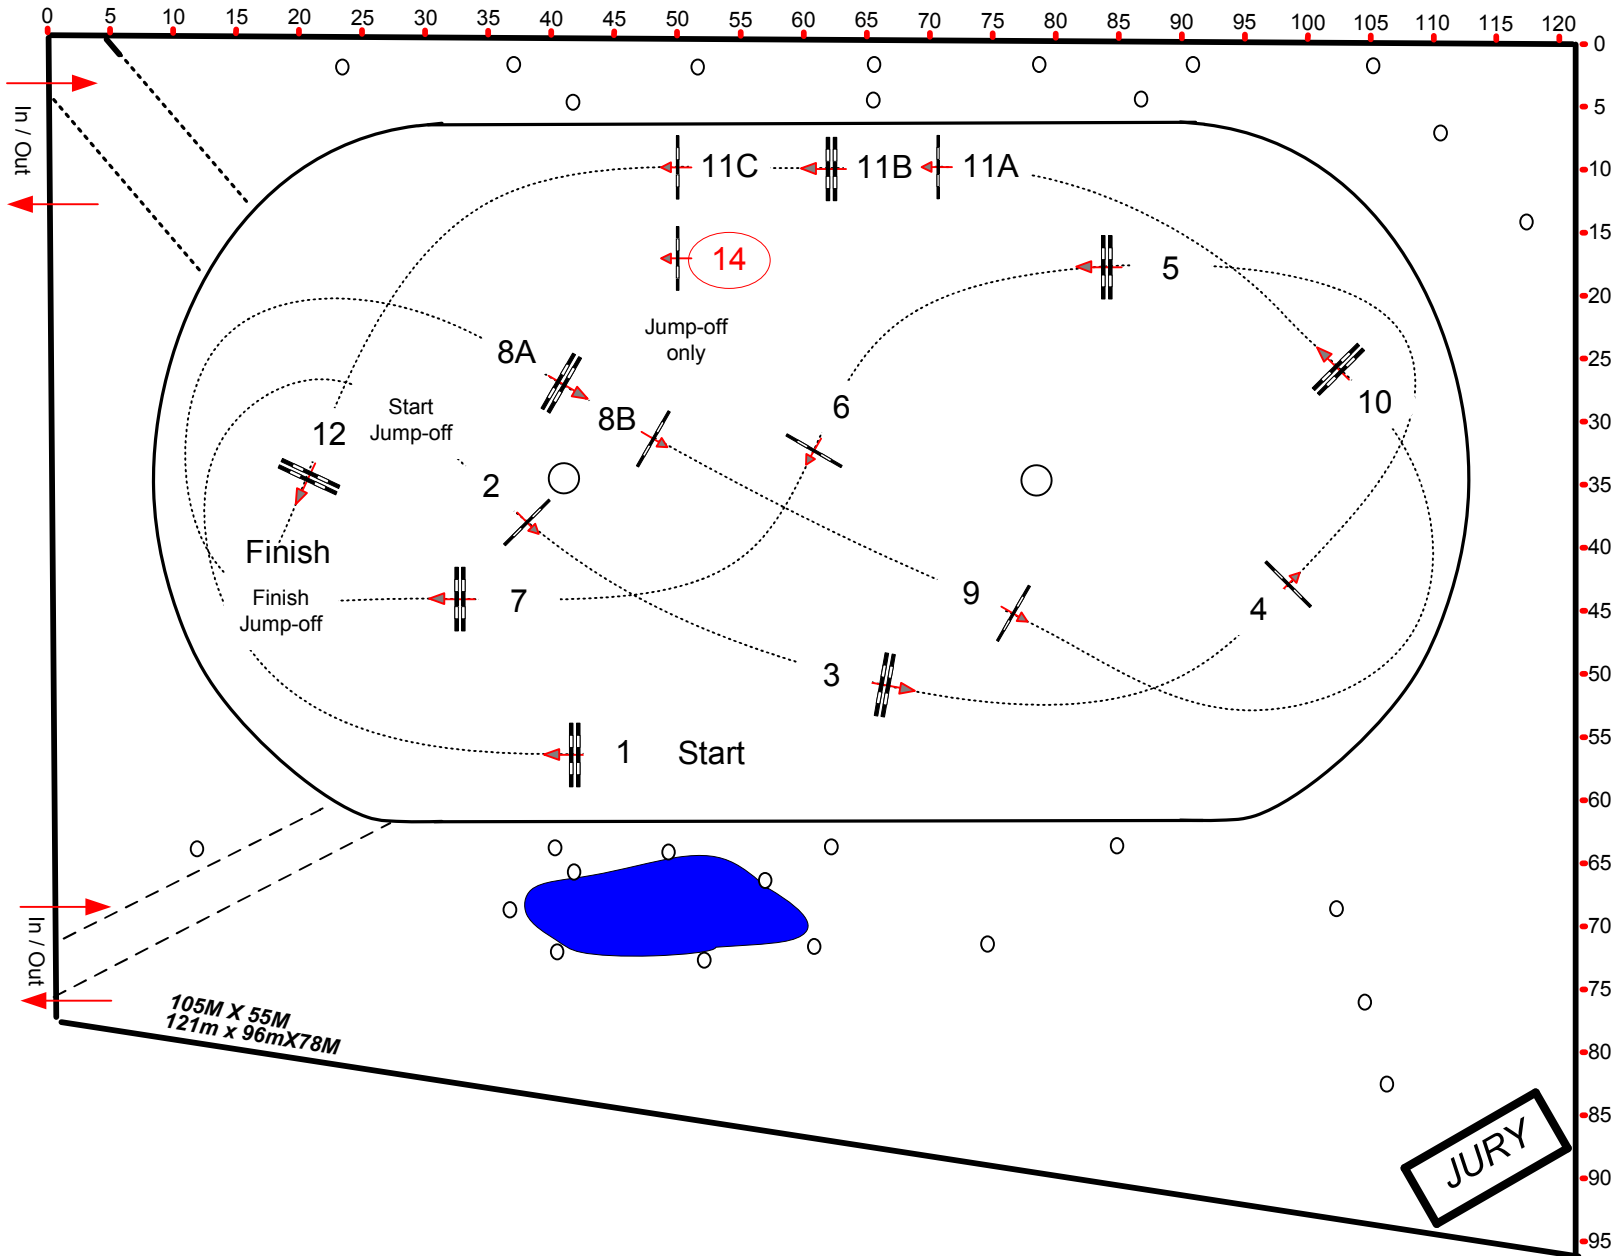 0 5 10 15 20 25 30 35 40 45 50 55 60 65 70 75 80 85 90 95 100 105 110 115 120
0
5
10
15
20
25
30
35
40
45
50
55
60
65
70
75
80
85
90
95
In / Out
11C 11B 11A
14
5
Jump-off
only
8A
10
6
Start
Jump-off
8B
12
2
Finish
9
Finish
Jump-off
7
4
3
1 Start
In / Out
105M X 55M
121m x 96mX78M
JURY